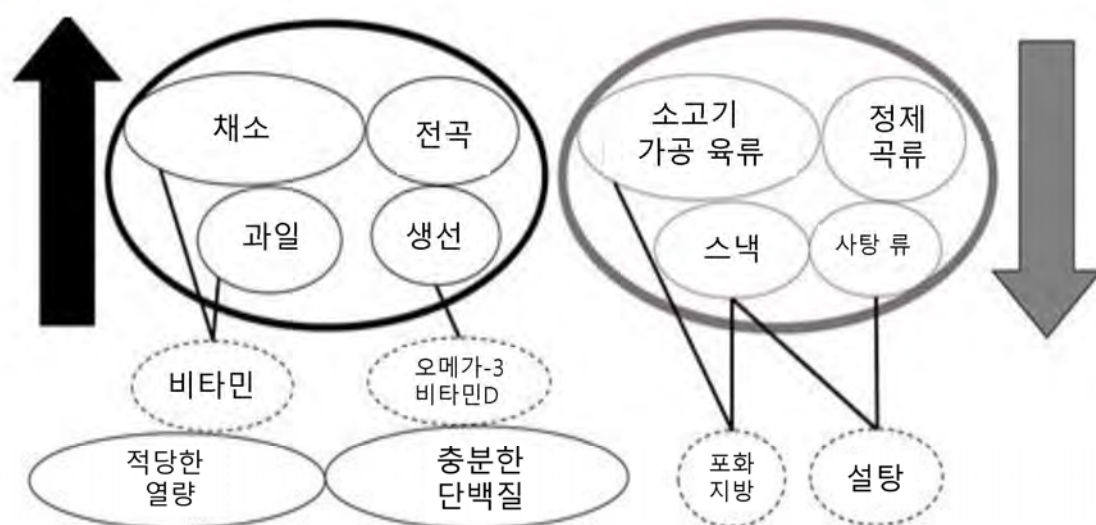 채소
전곡
과일
생선
비타민
오메가-3
비타민D
적당한
열량
충분한
단백질
소고기
가공 육류
정제
곡류
스낵
사탕 류
포화
지방
설탕